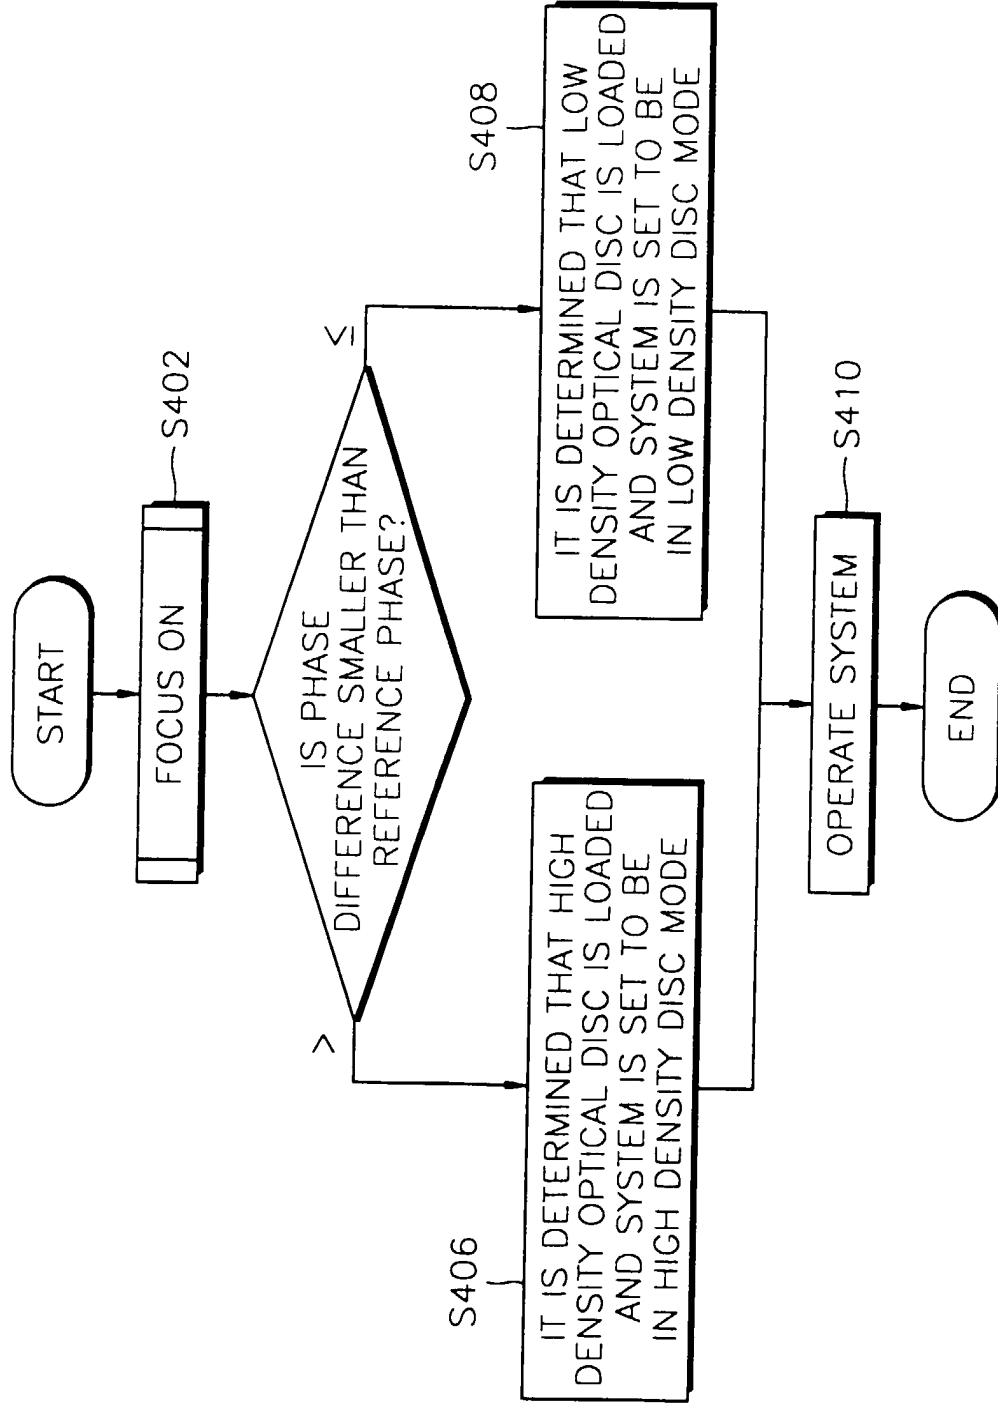 START
FOCUS ON
S402
IS PHASE
DIFFERENCE SMALLER THAN
REFERENCE PHASE?
>
≤
S406
IT IS DETERMINED THAT HIGH
DENSITY OPTICAL DISC IS LOADED
AND SYSTEM IS SET TO BE
IN HIGH DENSITY DISC MODE
S408
IT IS DETERMINED THAT LOW
DENSITY OPTICAL DISC IS LOADED
AND SYSTEM IS SET TO BE
IN LOW DENSITY DISC MODE
OPERATE SYSTEM
S410
END